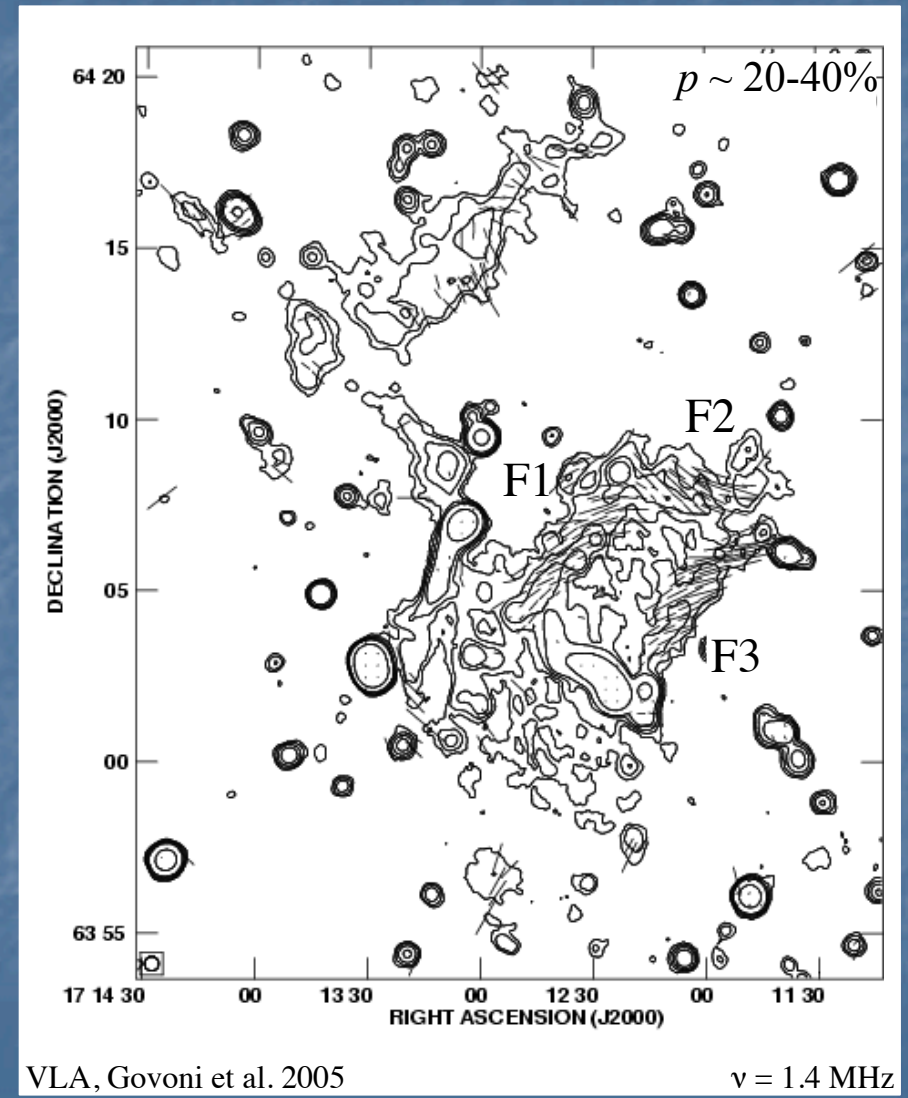 p ~ 20-40%
64 20
15
10
05
00
63 55
DECLINATION (J2000)
F1
F2
F3
17 14 30
00
13 30
00
12 30
00
11 30
RIGHT ASCENSION (J2000)
VLA, Govoni et al. 2005
ν = 1.4 MHz